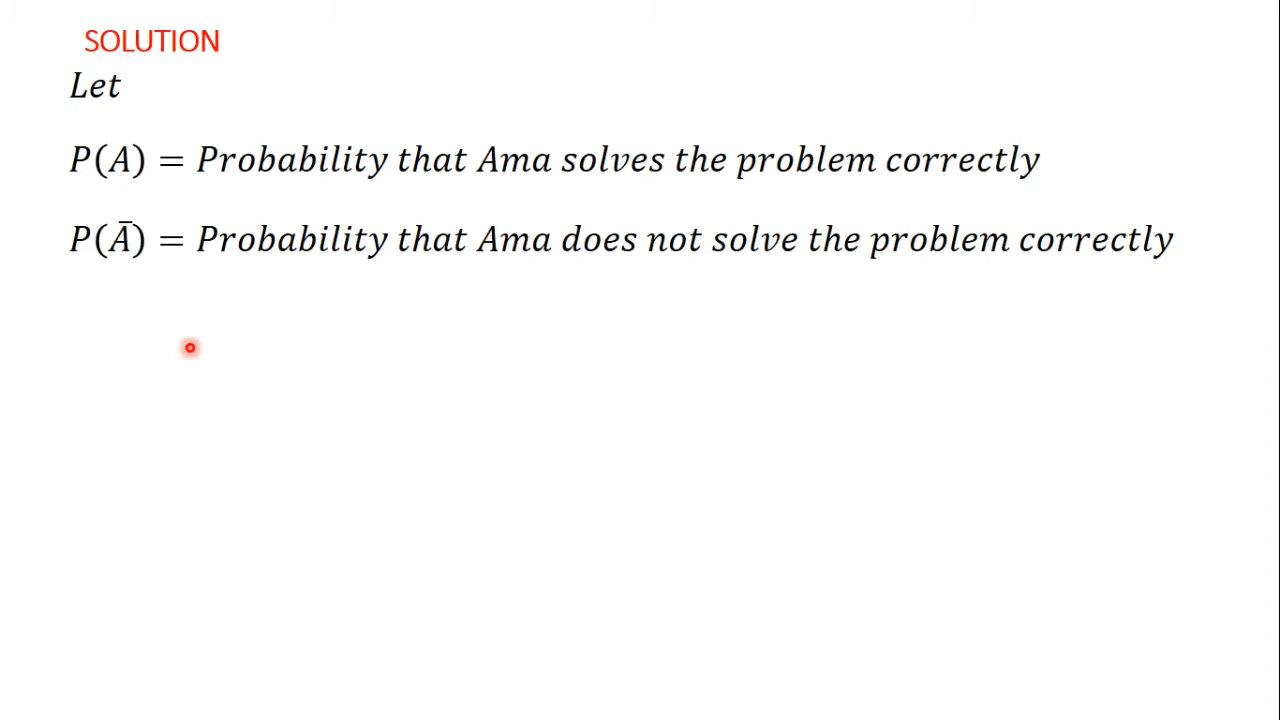 SOLUTION
Let
P(A) = Probability that Ama solves the problem correctly
P(Ā) = Probability that Ama does not solve the problem correctly